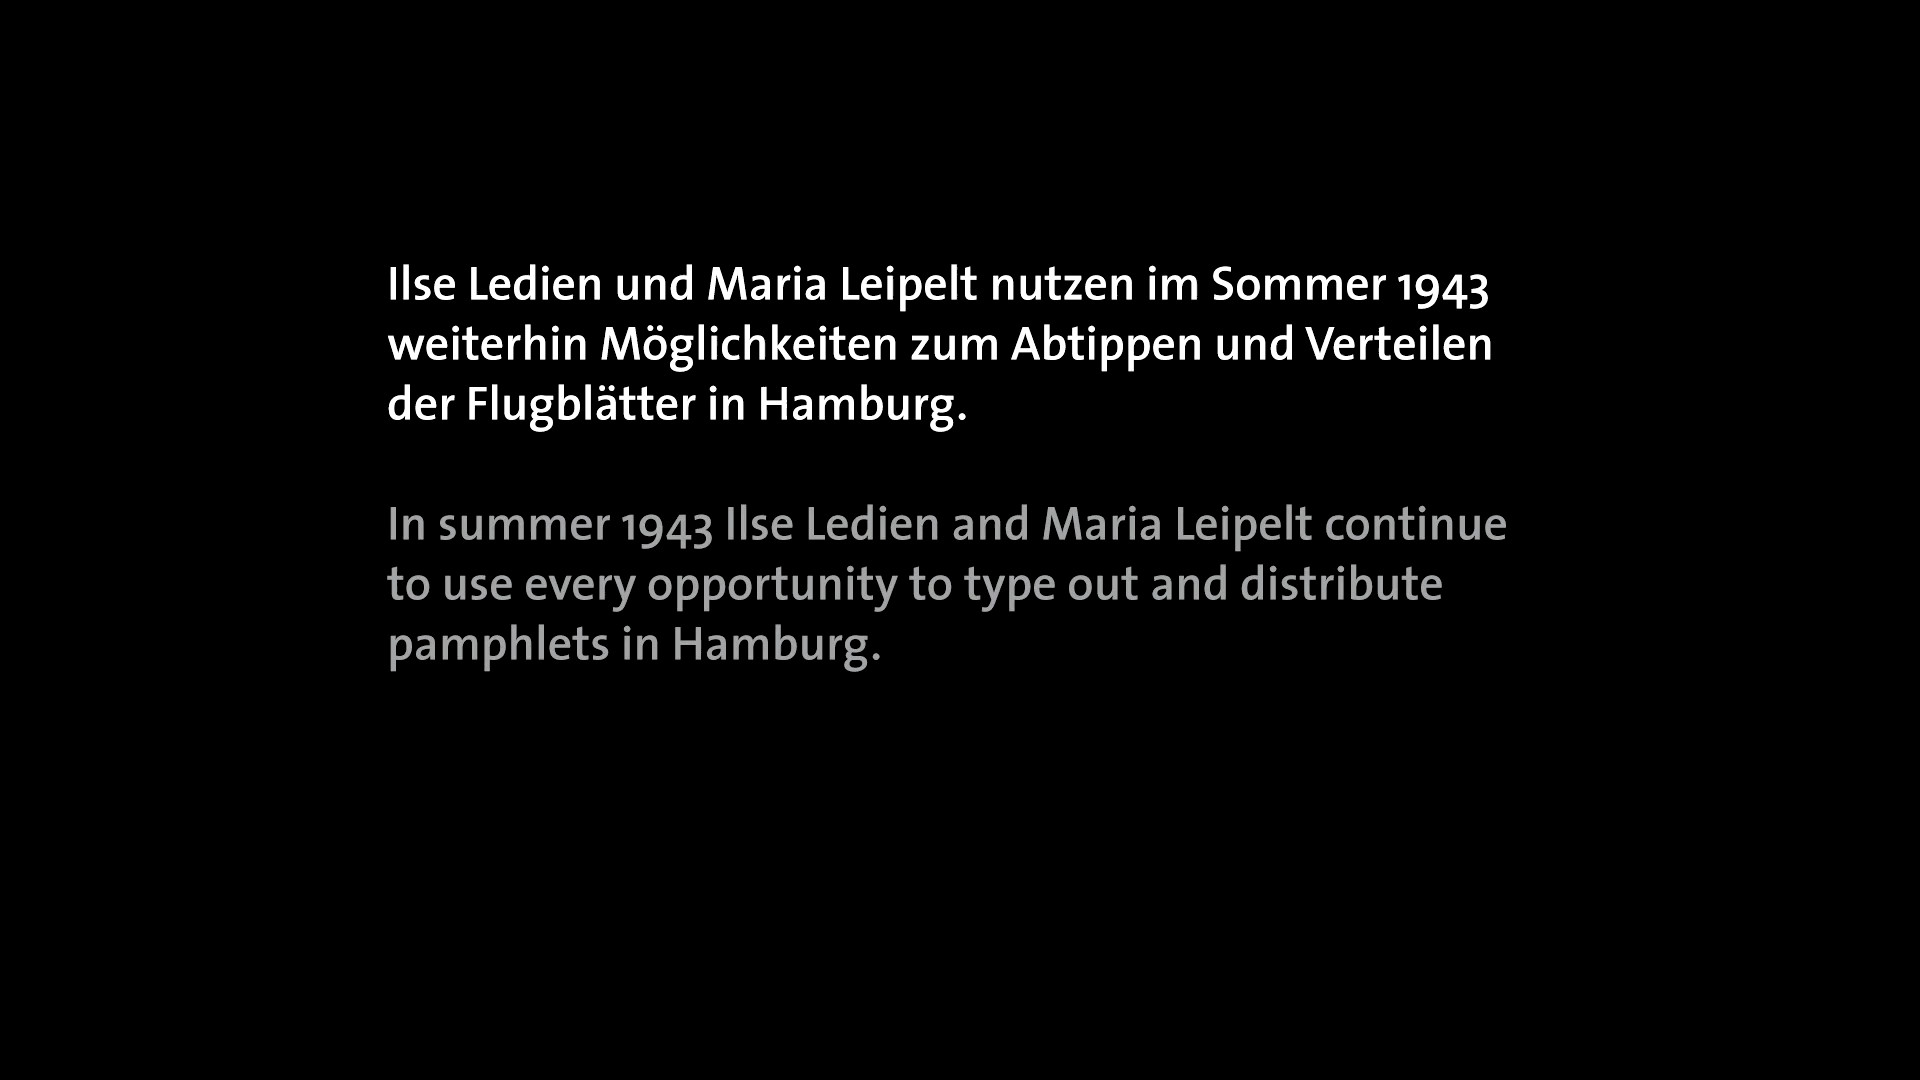 Ilse Ledien und Maria Leipelt nutzen im Sommer 1943
weiterhin Möglichkeiten zum Abtippen und Verteilen
der Flugblätter in Hamburg.
In summer 1943 Ilse Ledien and Maria Leipelt continue
to use every opportunity to type out and distribute
pamphlets in Hamburg.